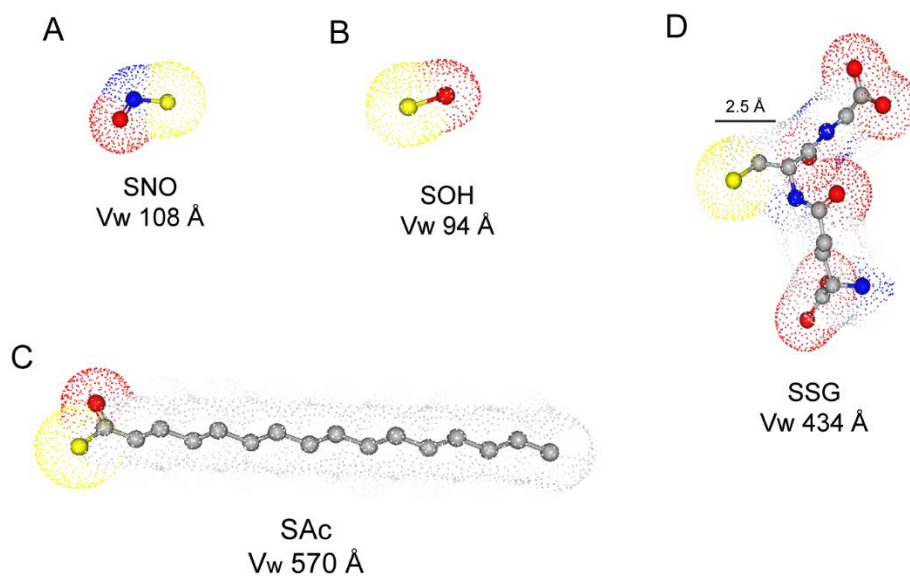 A
SNO
Vw 108 Å
B
SOH
Vw 94 Å
C
SAc
Vw 570 Å
D
2.5 Å
SSG
Vw 434 Å